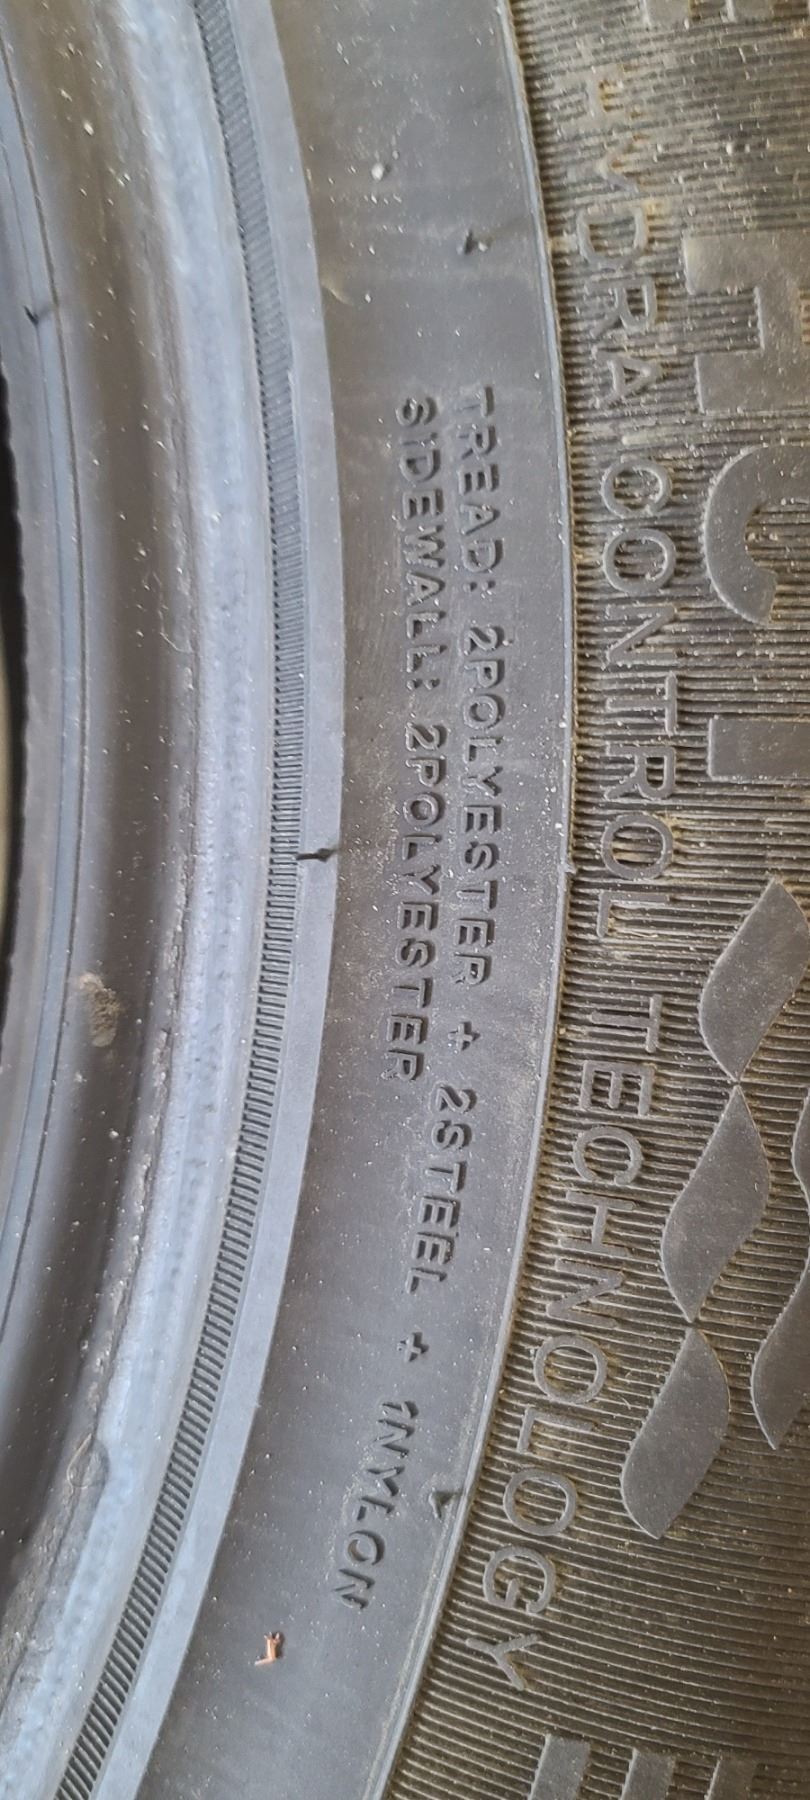 HYDRA CONTROL TECHNOLOGY
TREAD: 2POLYESTER + 2STEEL + 1NYLON
SIDEWALL: 2POLYESTER